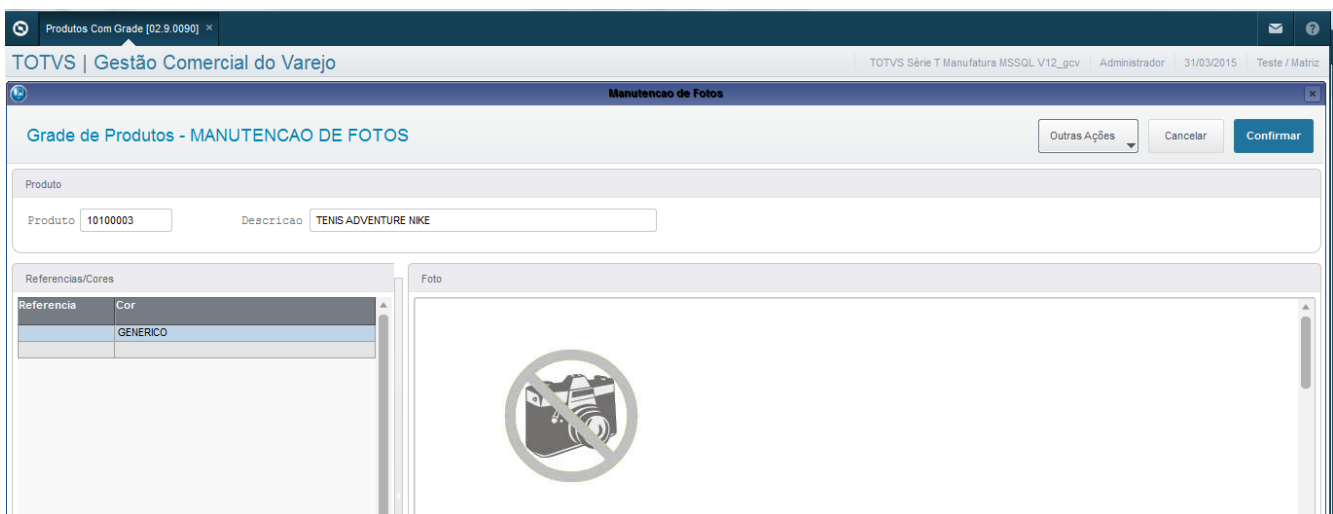 Produtos Com Grade [02.9.0090] ×
TOTVS | Gestão Comercial do Varejo
TOTVS Série T Manufatura MSSQL V12_gcv Administrador 31/03/2015 Teste / Matriz
Manutencao de Fotos
Grade de Produtos - MANUTENCAO DE FOTOS
Outras Ações Cancelar Confirmar
Produto
Produto 10100003 Descricao TENIS ADVENTURE NIKE
Referencias/Cores
Referencia Cor
GENERICO
Foto